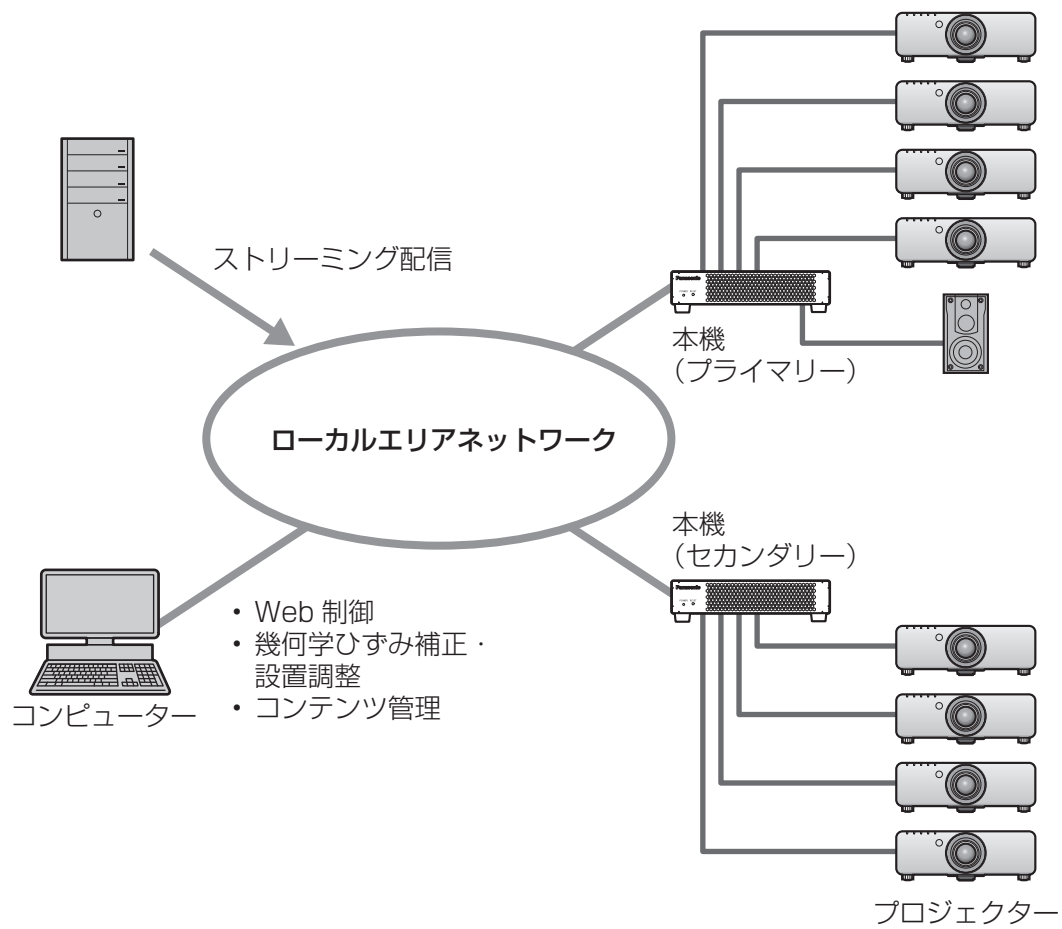 ストリーミング配信
Panasonic
本機
（プライマリー）
ローカルエリアネットワーク
本機
（セカンダリー）
Panasonic
コンピューター
• Web 制御
• 幾何学ひずみ補正・
設置調整
• コンテンツ管理
プロジェクター